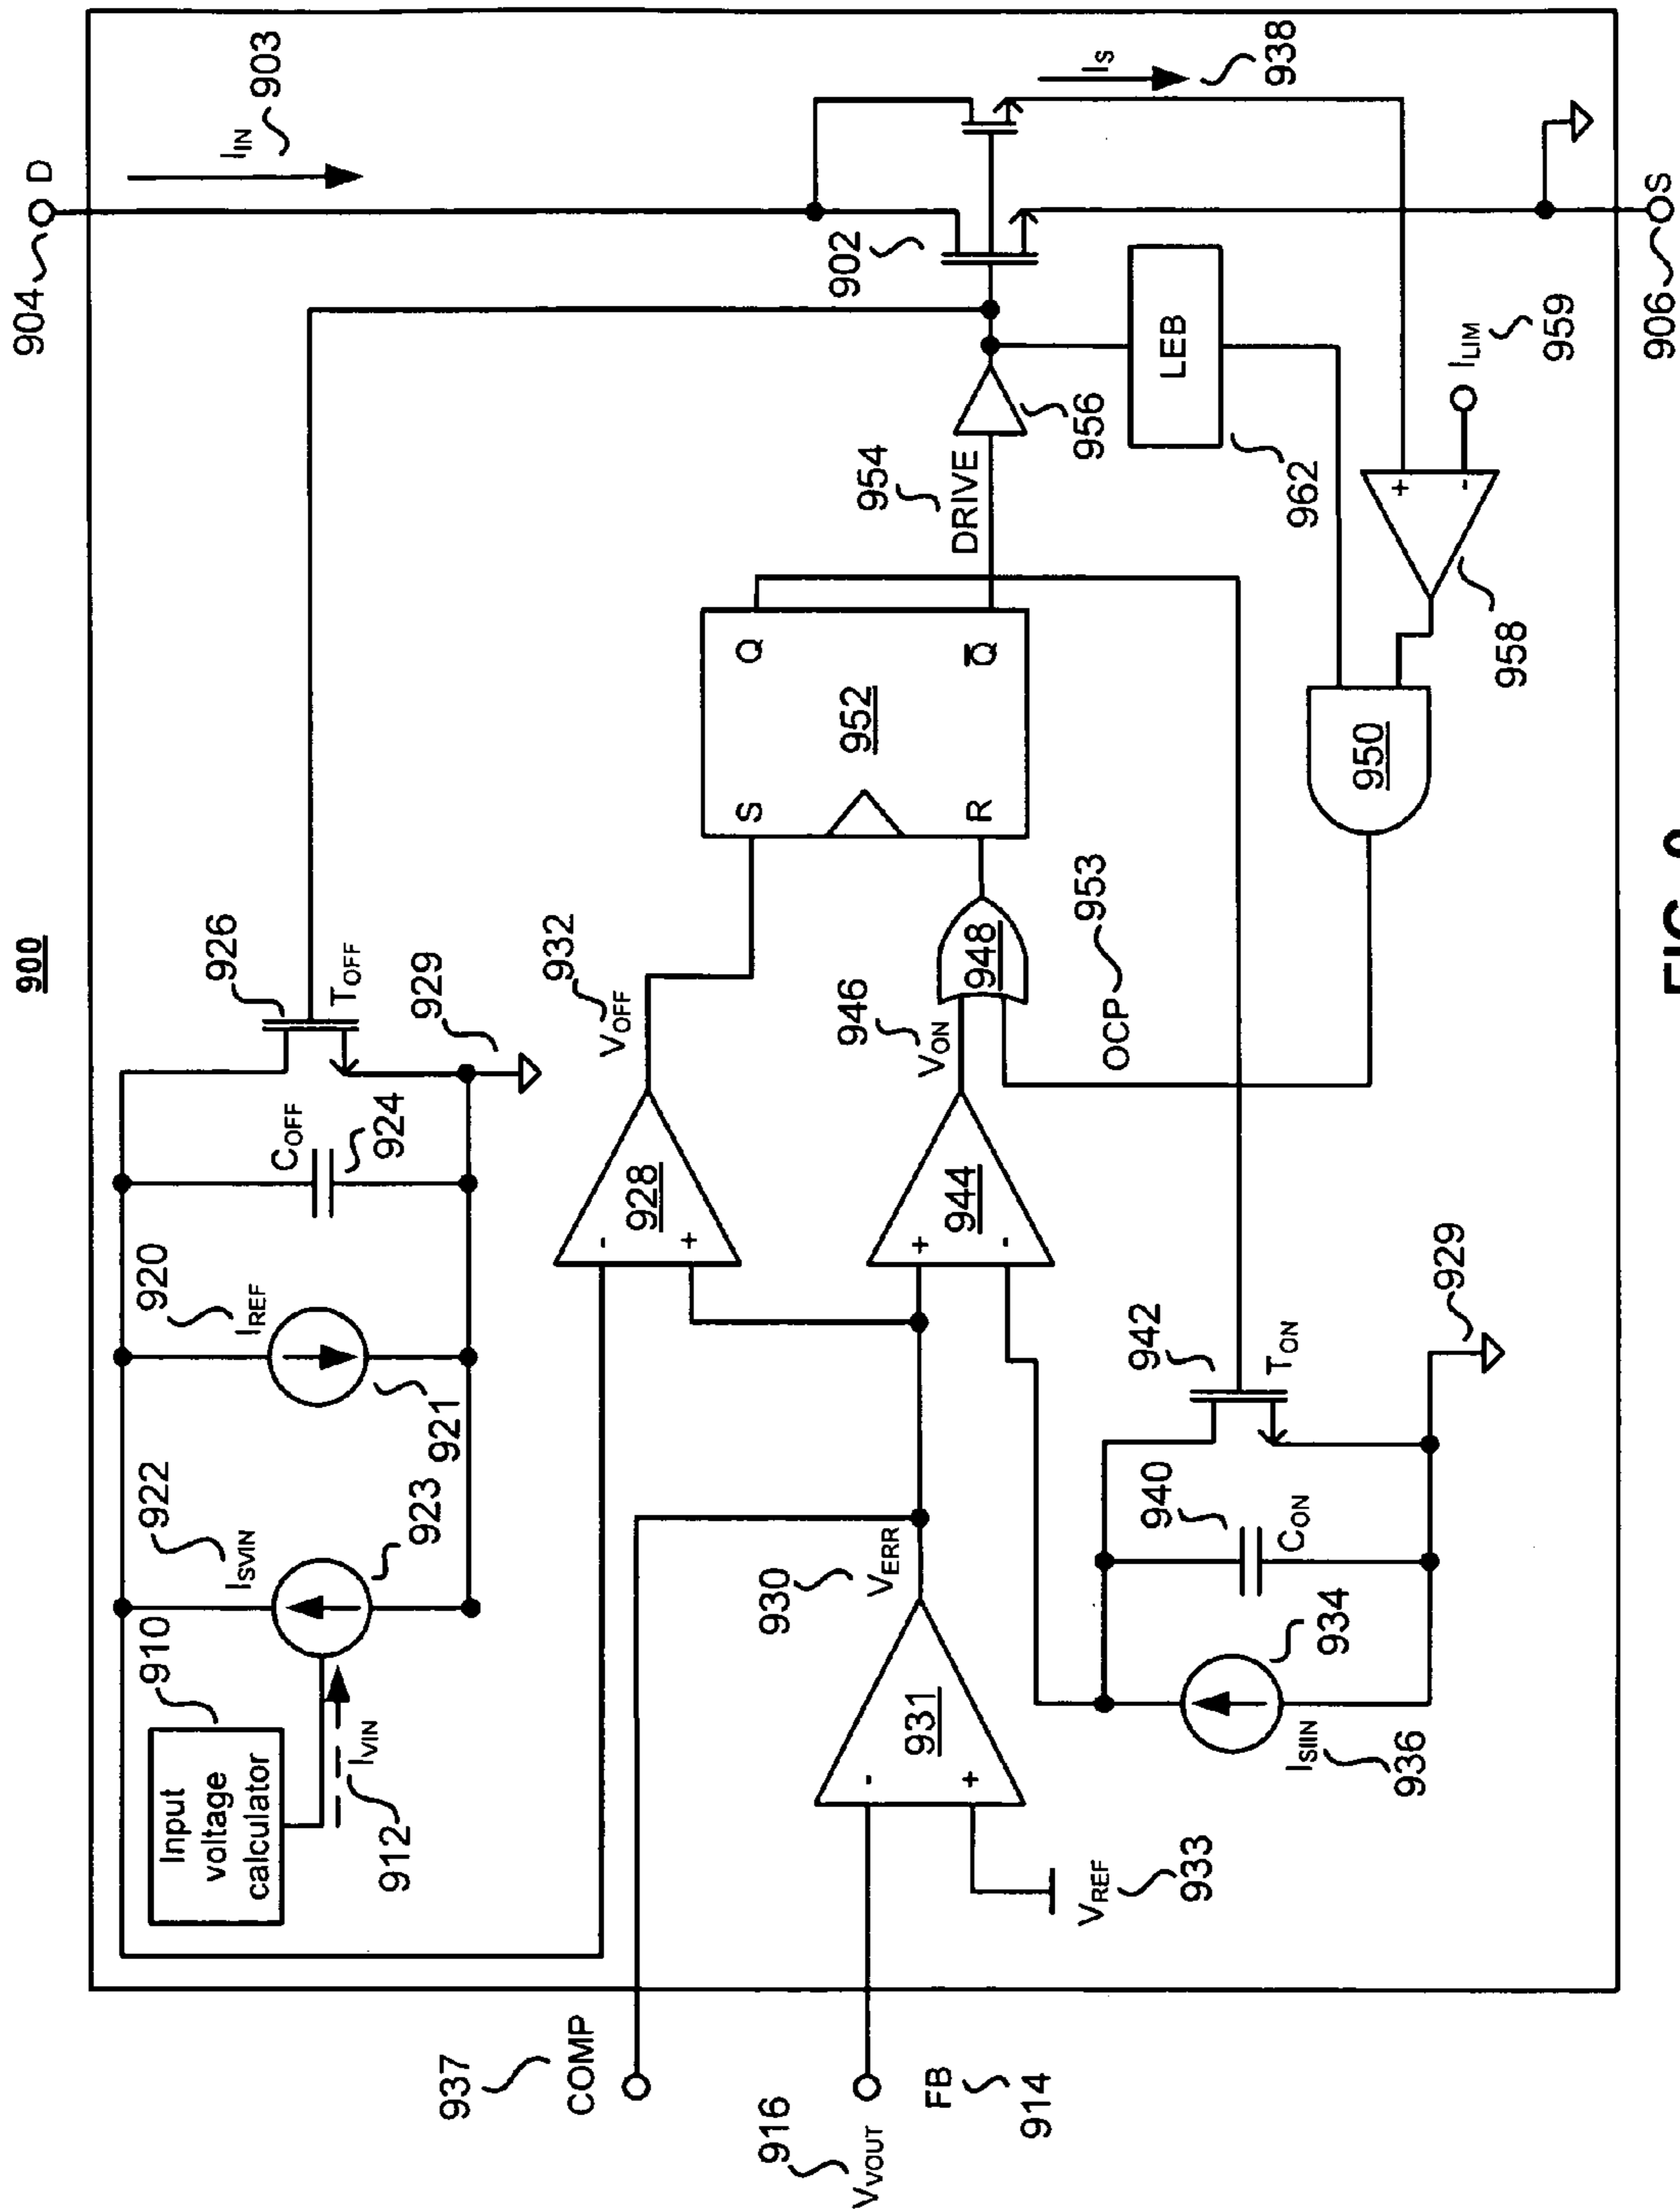 900
904 D
I_IN 903
926
T_OFF
929
C_OFF
924
920
I_REF
921
922
I_SVIN
923
910
Input
voltage
calculator
I_VIN
912
932
V_OFF
928
-
+
S
Q
952
R
Q̅
954
DRIVE
956
902
I_S
938
LEB
962
937
COMP
930
V_ERR
931
-
+
944
+
-
946
V_ON
948
OCP 953
950
958
+
-
I_LIM
959
916
V_VOUT
FB
914
V_REF
933
942
T_ON
929
940
C_ON
934
I_SIIN
936
906 S